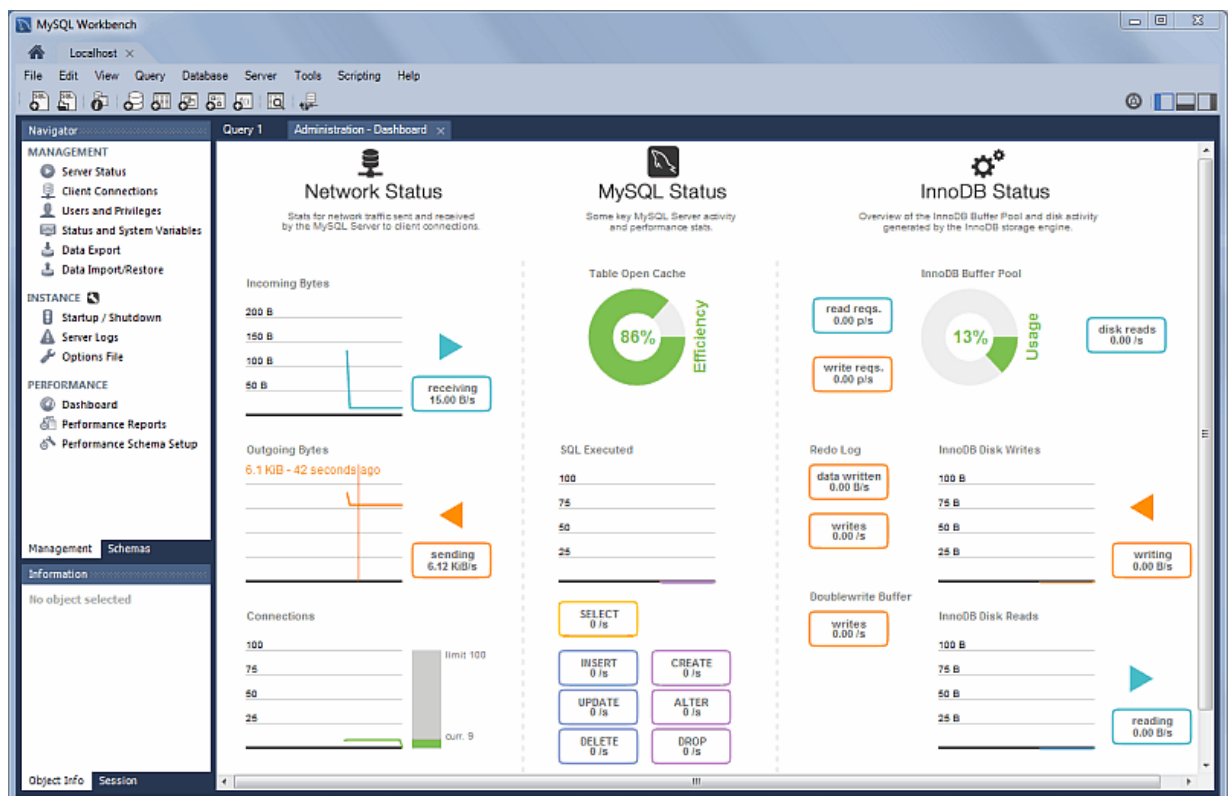 MySQL Workbench
Localhost ×
File Edit View Query Database Server Tools Scripting Help
Navigator
MANAGEMENT
Server Status
Client Connections
Users and Privileges
Status and System Variables
Data Export
Data Import/Restore
INSTANCE
Startup / Shutdown
Server Logs
Options File
PERFORMANCE
Dashboard
Performance Reports
Performance Schema Setup
Management Schemas
Information
No object selected
Object Info Session
Query 1 Administration - Dashboard ×
Network Status
Stats for network traffic sent and received
by the MySQL Server to client connections.
Incoming Bytes
200 B
150 B
100 B
50 B
receiving
15.00 B/s
Outgoing Bytes
6.1 KiB - 42 seconds ago
sending
6.12 KiB/s
Connections
100
75
50
25
limit 100
curr. 9
MySQL Status
Some key MySQL Server activity
and performance stats.
Table Open Cache
86%
Efficiency
SQL Executed
100
75
50
25
SELECT
0 /s
INSERT
0 /s
CREATE
0 /s
UPDATE
0 /s
ALTER
0 /s
DELETE
0 /s
DROP
0 /s
InnoDB Status
Overview of the InnoDB Buffer Pool and disk activity
generated by the InnoDB storage engine.
InnoDB Buffer Pool
read reqs.
0.00 p/s
write reqs.
0.00 p/s
13%
Usage
disk reads
0.00 /s
Redo Log
data written
0.00 B/s
writes
0.00 /s
InnoDB Disk Writes
100 B
75 B
50 B
25 B
writing
0.00 B/s
Doublewrite Buffer
writes
0.00 /s
InnoDB Disk Reads
100 B
75 B
50 B
25 B
reading
0.00 B/s